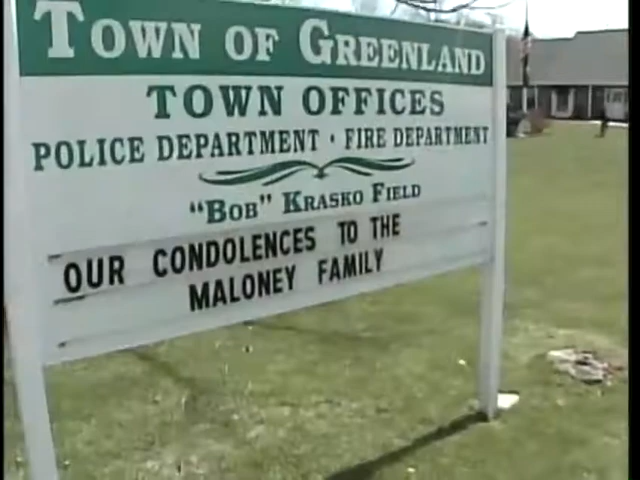 TOWN OF GREENLAND
TOWN OFFICES
POLICE DEPARTMENT · FIRE DEPARTMENT
"BOB" KRASKO FIELD
OUR CONDOLENCES TO THE
MALONEY FAMILY